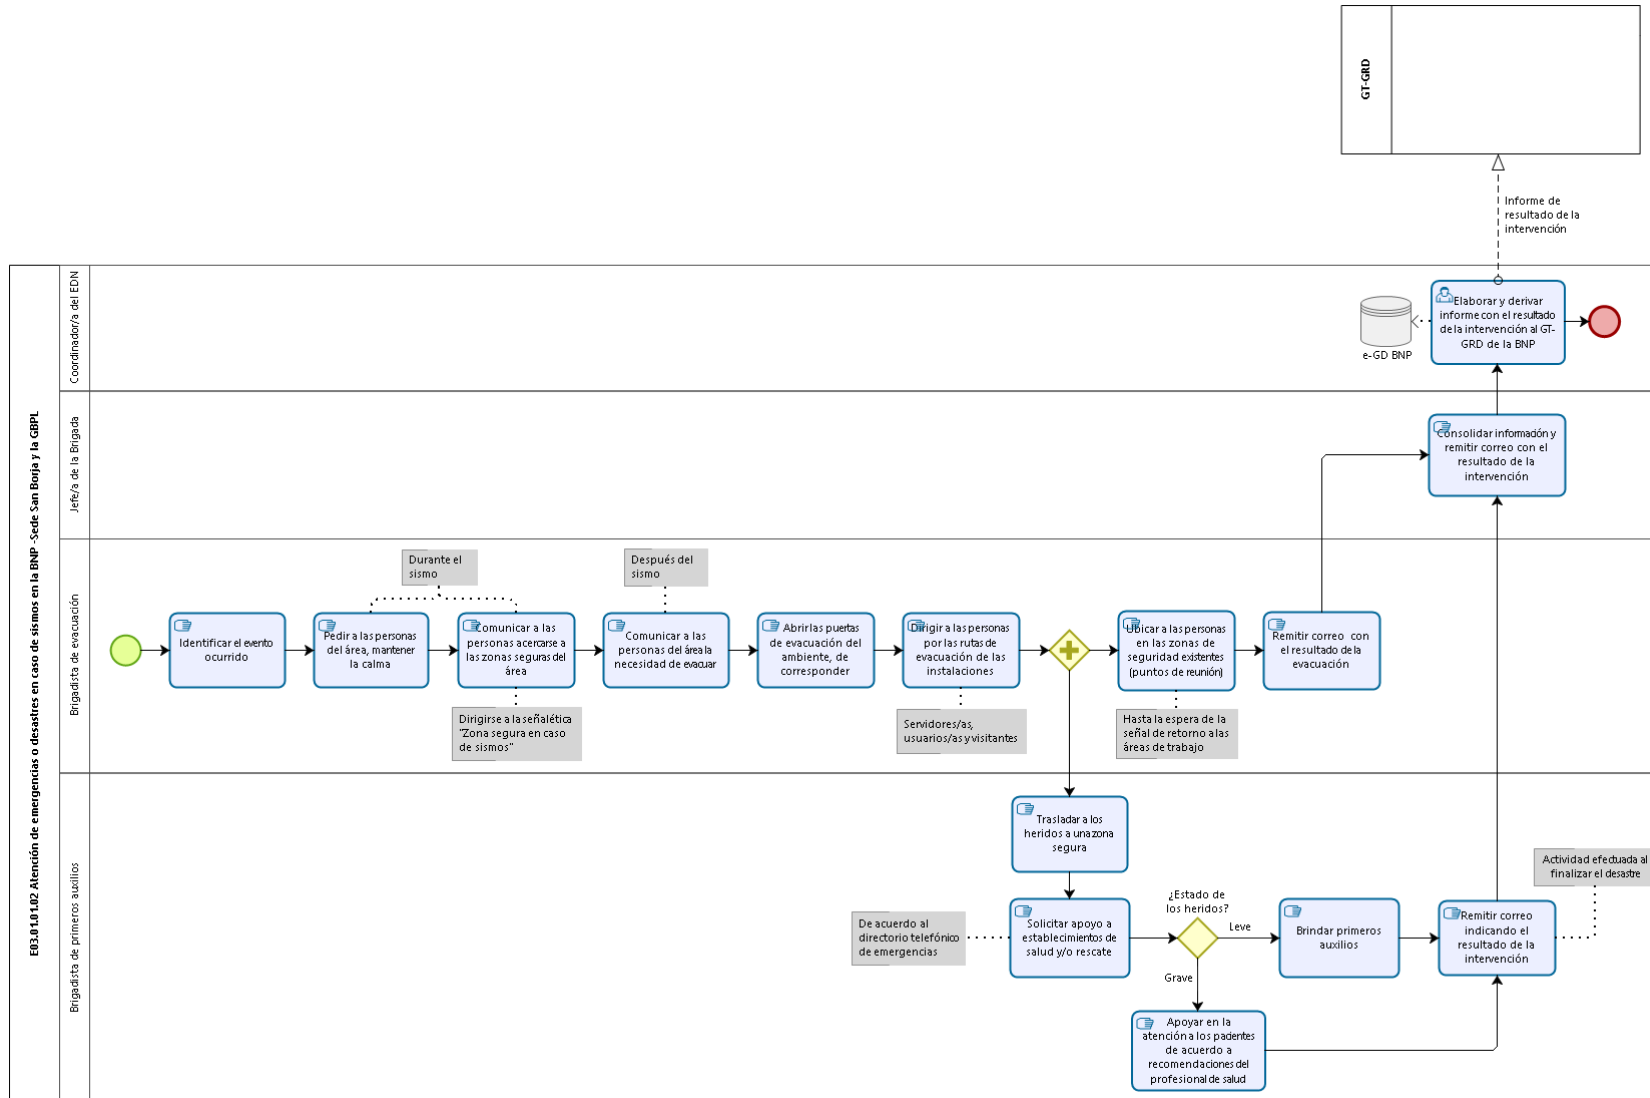 GT-GRD
Informe de
resultado de la
intervención
E03.01.01.02 Atención de emergencias o desastres en caso de sismos en la BNP -Sede San Borja y la GBPL
Coordinador/a del EDN
Elaborar y derivar
informe con el resultado
de la intervención al GT-
GRD de la BNP
e-GD BNP
Jefe/a de la Brigada
Consolidar información y
remitir correo con el
resultado de la
intervención
Brigadista de evacuación
Durante el
sismo
Después del
sismo
Identificar el evento
ocurrido
Pedir a las personas
del área, mantener
la calma
Comunicar a las
personas acercarse a
las zonas seguras del
área
Comunicar a las
personas del área la
necesidad de evacuar
Abrir las puertas
de evacuación del
ambiente, de
corresponder
Dirigir a las personas
por las rutas de
evacuación de las
instalaciones
Ubicar a las personas
en las zonas de
seguridad existentes
(puntos de reunión)
Remitir correo con
el resultado de la
evacuación
Dirigirse a la señalética
"Zona segura en caso
de sismos"
Servidores/as,
usuarios/as y visitantes
Hasta la espera de la
señal de retorno a las
áreas de trabajo
Brigadista de primeros auxilios
Trasladar a los
heridos a una zona
segura
De acuerdo al
directorio telefónico
de emergencias
Solicitar apoyo a
establecimientos de
salud y/o rescate
¿Estado de
los heridos?
Leve
Grave
Brindar primeros
auxilios
Remitir correo
indicando el
resultado de la
intervención
Actividad efectuada al
finalizar el desastre
Apoyar en la
atención a los pacientes
de acuerdo a
recomendaciones del
profesional de salud